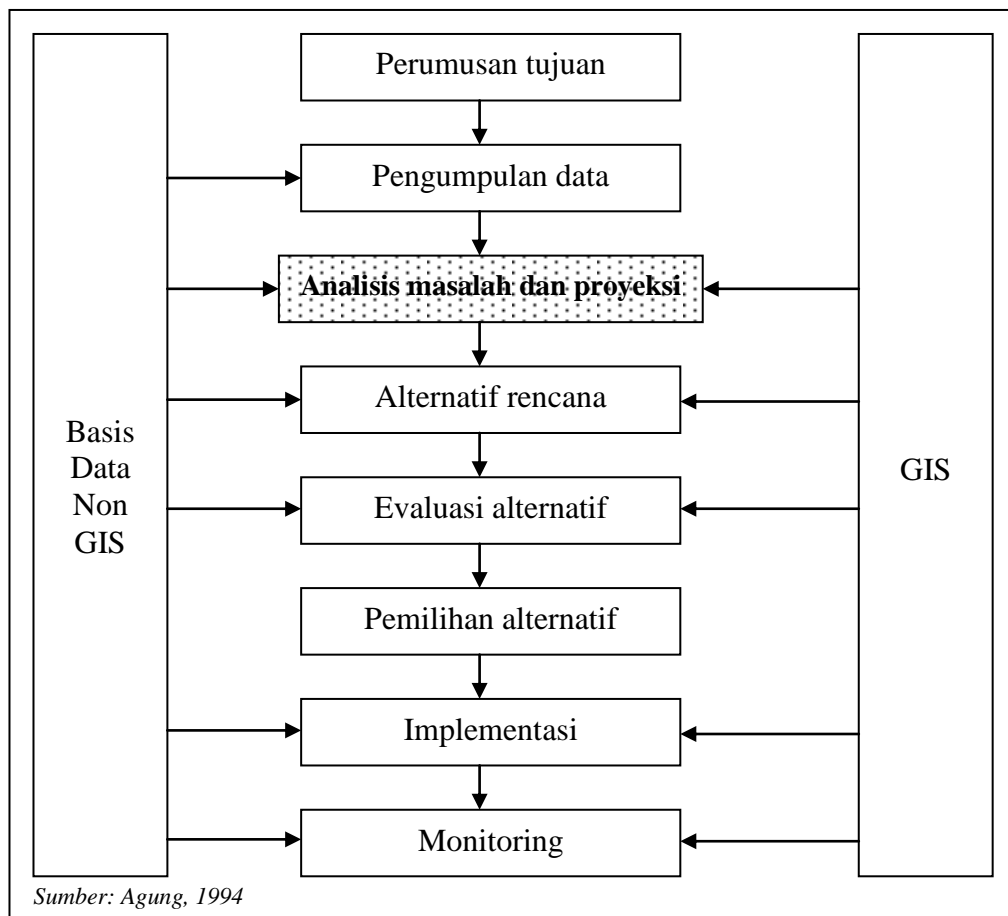 Perumusan tujuan
Pengumpulan data
Analisis masalah dan proyeksi
Alternatif rencana
Evaluasi alternatif
Pemilihan alternatif
Implementasi
Monitoring
Basis
Data
Non
GIS
GIS
Sumber: Agung, 1994